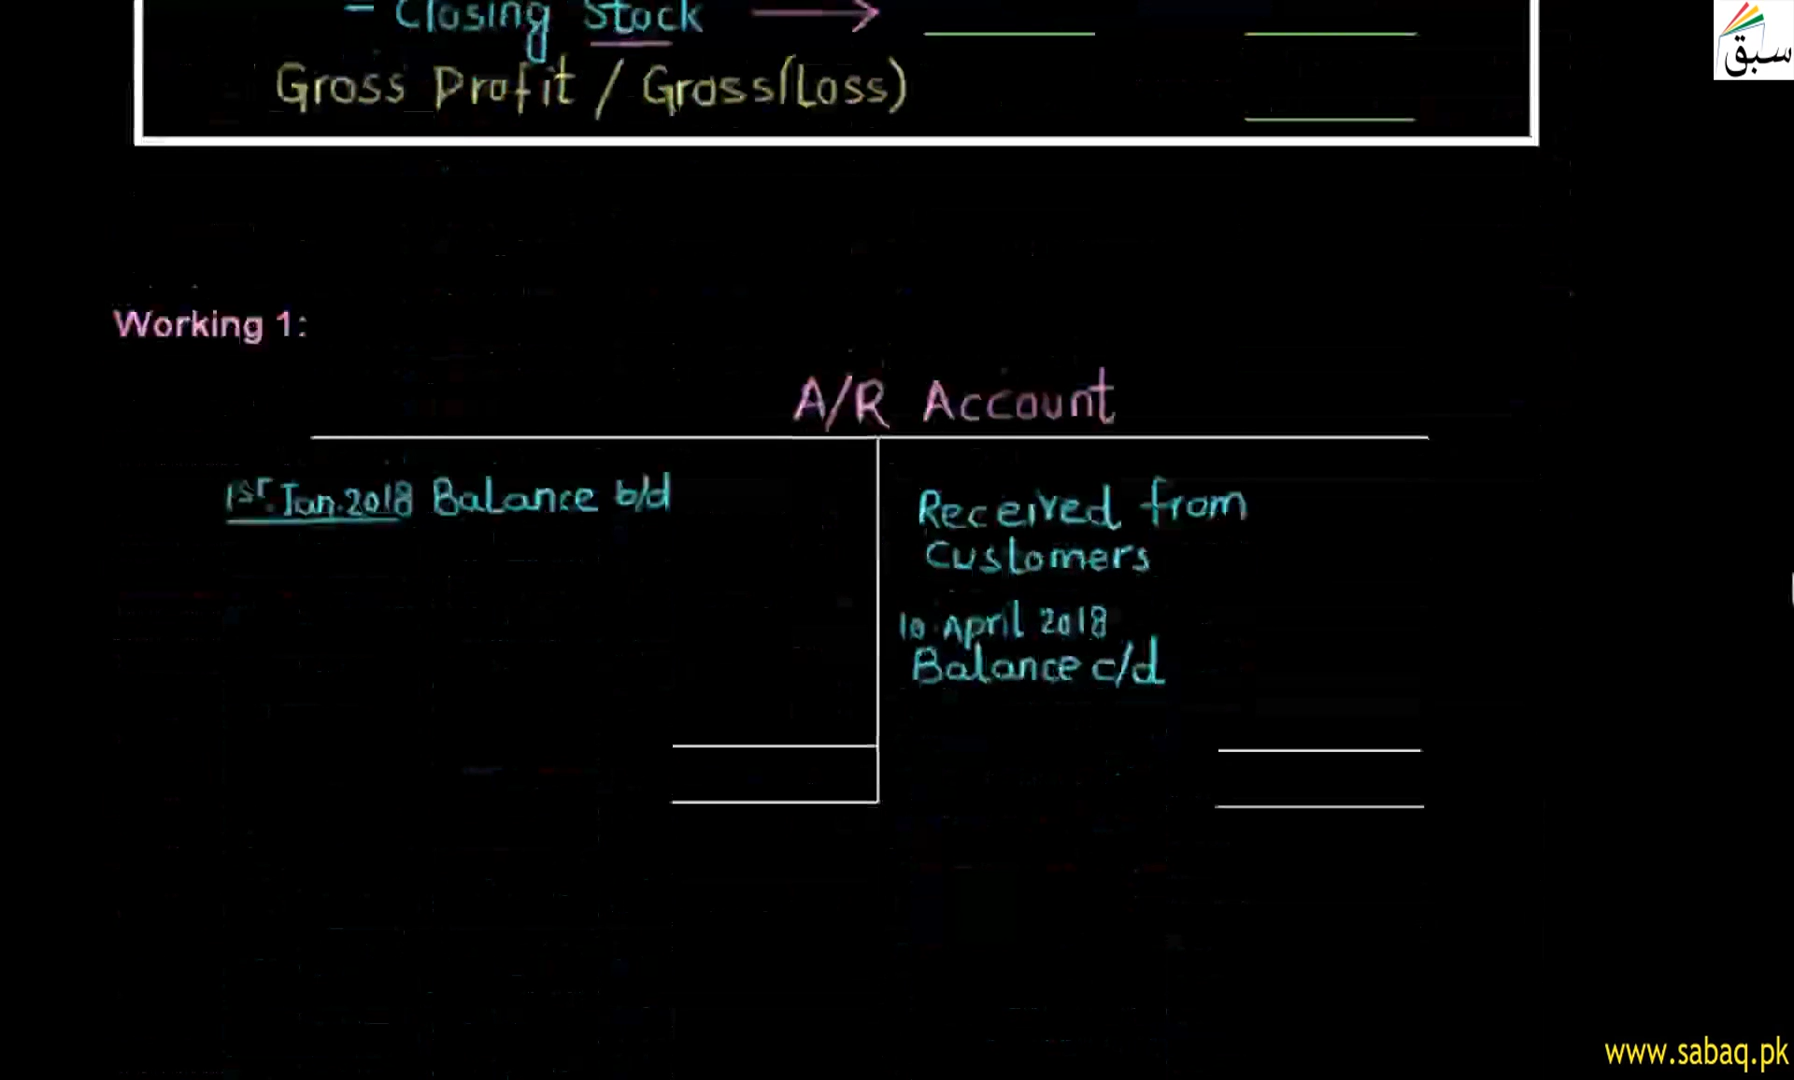 – Closing Stock
Gross Profit / Gross(Loss)
سبق
Working 1:
A/R Account
1st. Jan. 2018 Balance b/d
Received from
Customers
10 April 2018
Balance c/d
www.sabaq.pk